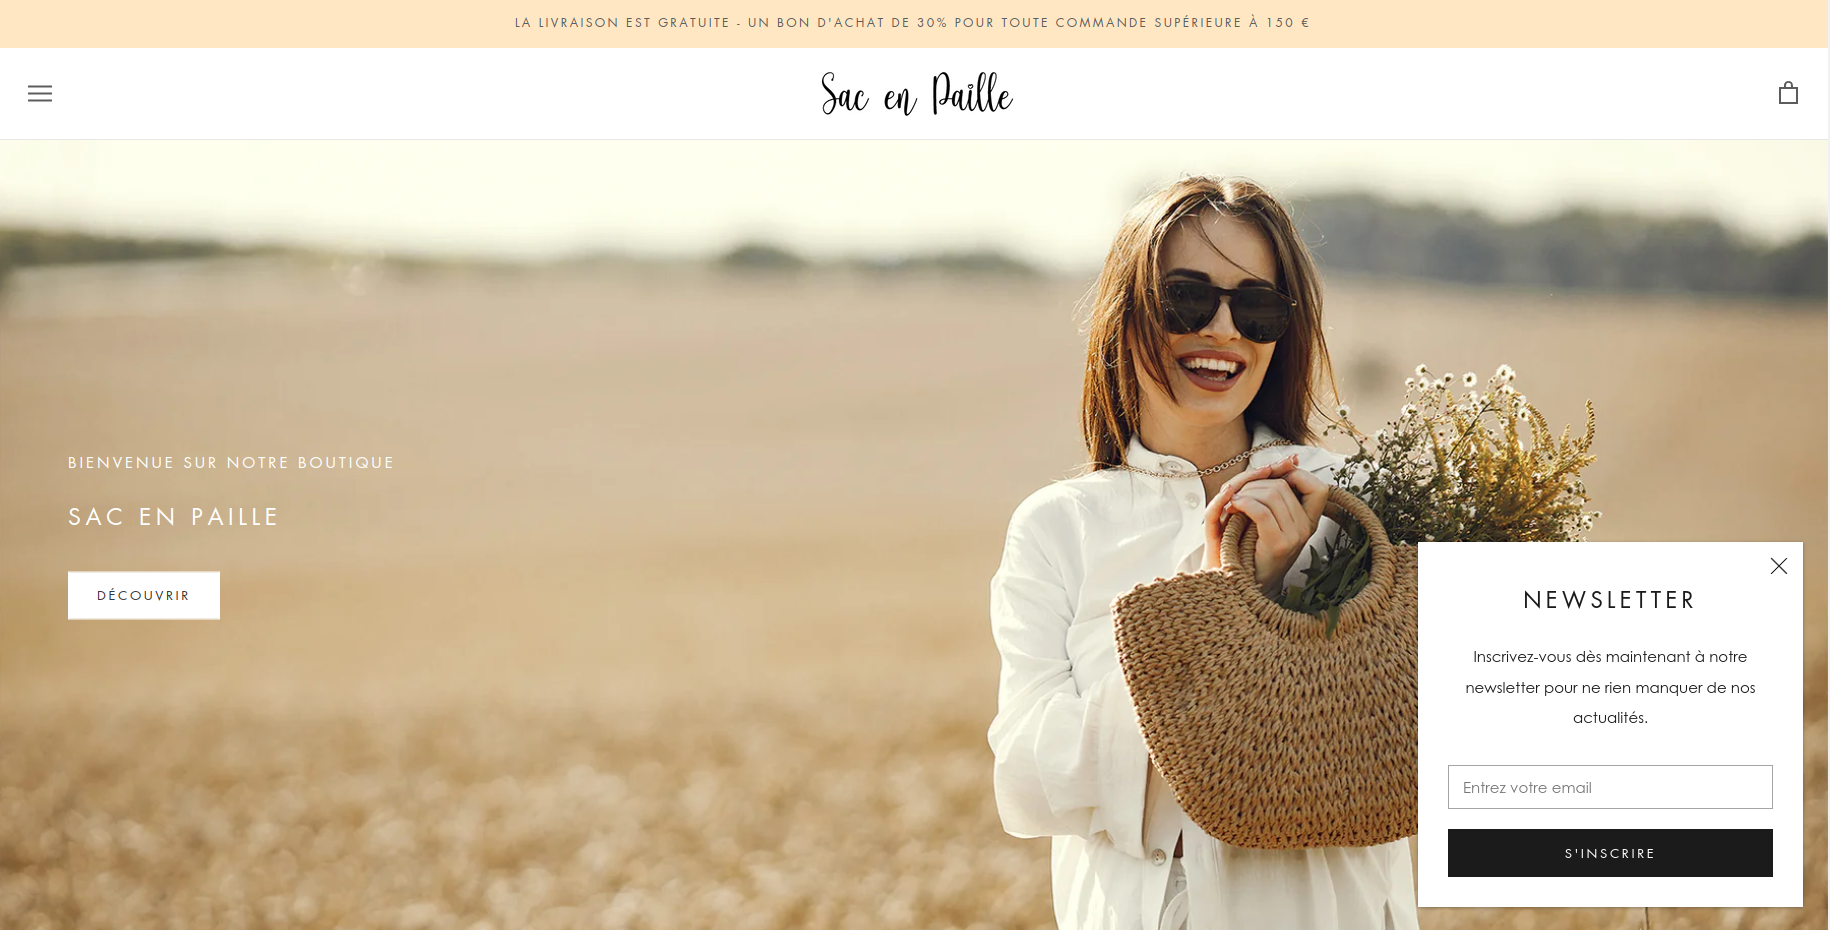 LA LIVRAISON EST GRATUITE - UN BON D'ACHAT DE 30% POUR TOUTE COMMANDE SUPÉRIEURE À 150 €
Sac en Paille
BIENVENUE SUR NOTRE BOUTIQUE
SAC EN PAILLE
DÉCOUVRIR
NEWSLETTER
Inscrivez-vous dès maintenant à notre
newsletter pour ne rien manquer de nos
actualités.
Entrez votre email
S'INSCRIRE